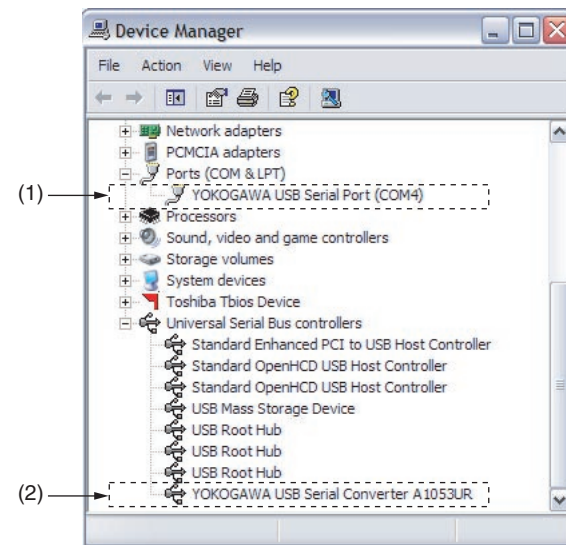 Device Manager
File Action View Help
Network adapters
PCMCIA adapters
Ports (COM & LPT)
(1) YOKOGAWA USB Serial Port (COM4)
Processors
Sound, video and game controllers
Storage volumes
System devices
Toshiba Tbios Device
Universal Serial Bus controllers
Standard Enhanced PCI to USB Host Controller
Standard OpenHCD USB Host Controller
Standard OpenHCD USB Host Controller
USB Mass Storage Device
USB Root Hub
USB Root Hub
USB Root Hub
(2) YOKOGAWA USB Serial Converter A1053UR